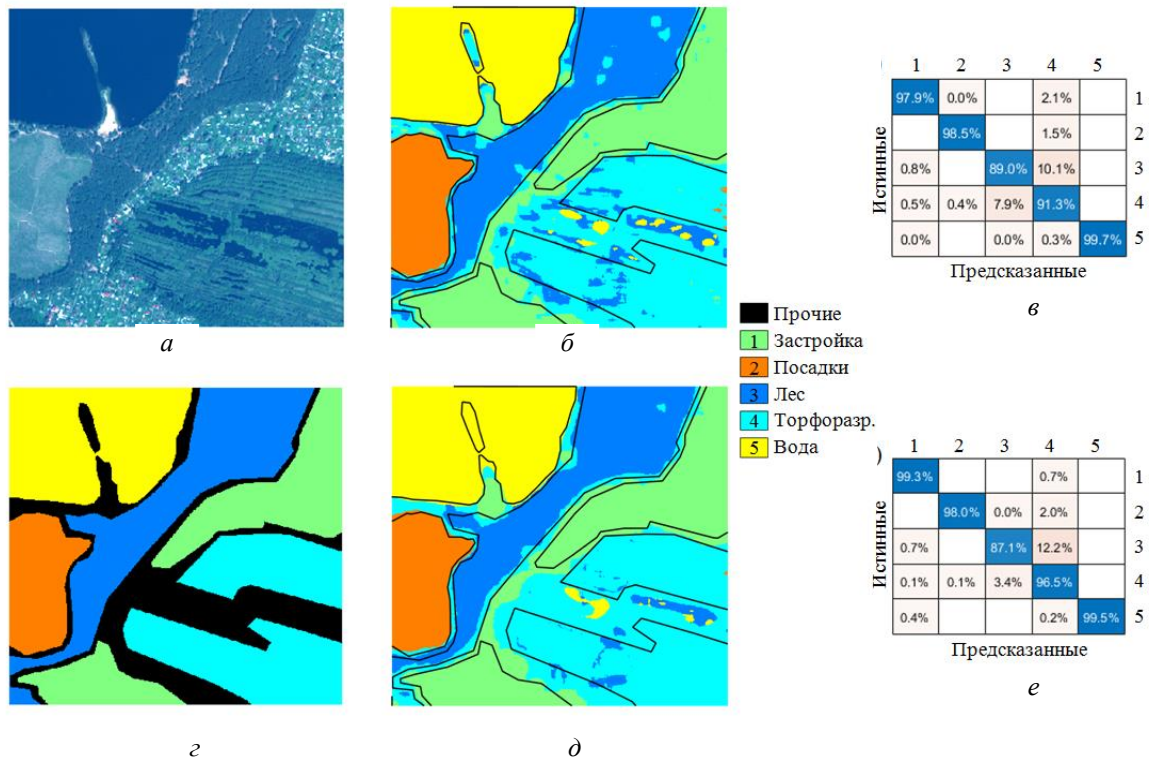 1 2 3 4 5
97.9% 0.0% 2.1% 1
98.5% 1.5% 2
0.8% 89.0% 10.1% 3
0.5% 0.4% 7.9% 91.3% 4
0.0% 0.0% 0.3% 99.7% 5
Истинные
Предсказанные
а
б
в
Прочие
1 Застройка
2 Посадки
3 Лес
4 Торфоразр.
5 Вода
)
1 2 3 4 5
99.3% 0.7% 1
98.0% 0.0% 2.0% 2
0.7% 87.1% 12.2% 3
0.1% 0.1% 3.4% 96.5% 4
0.4% 0.2% 99.5% 5
Истинные
Предсказанные
г
д
е